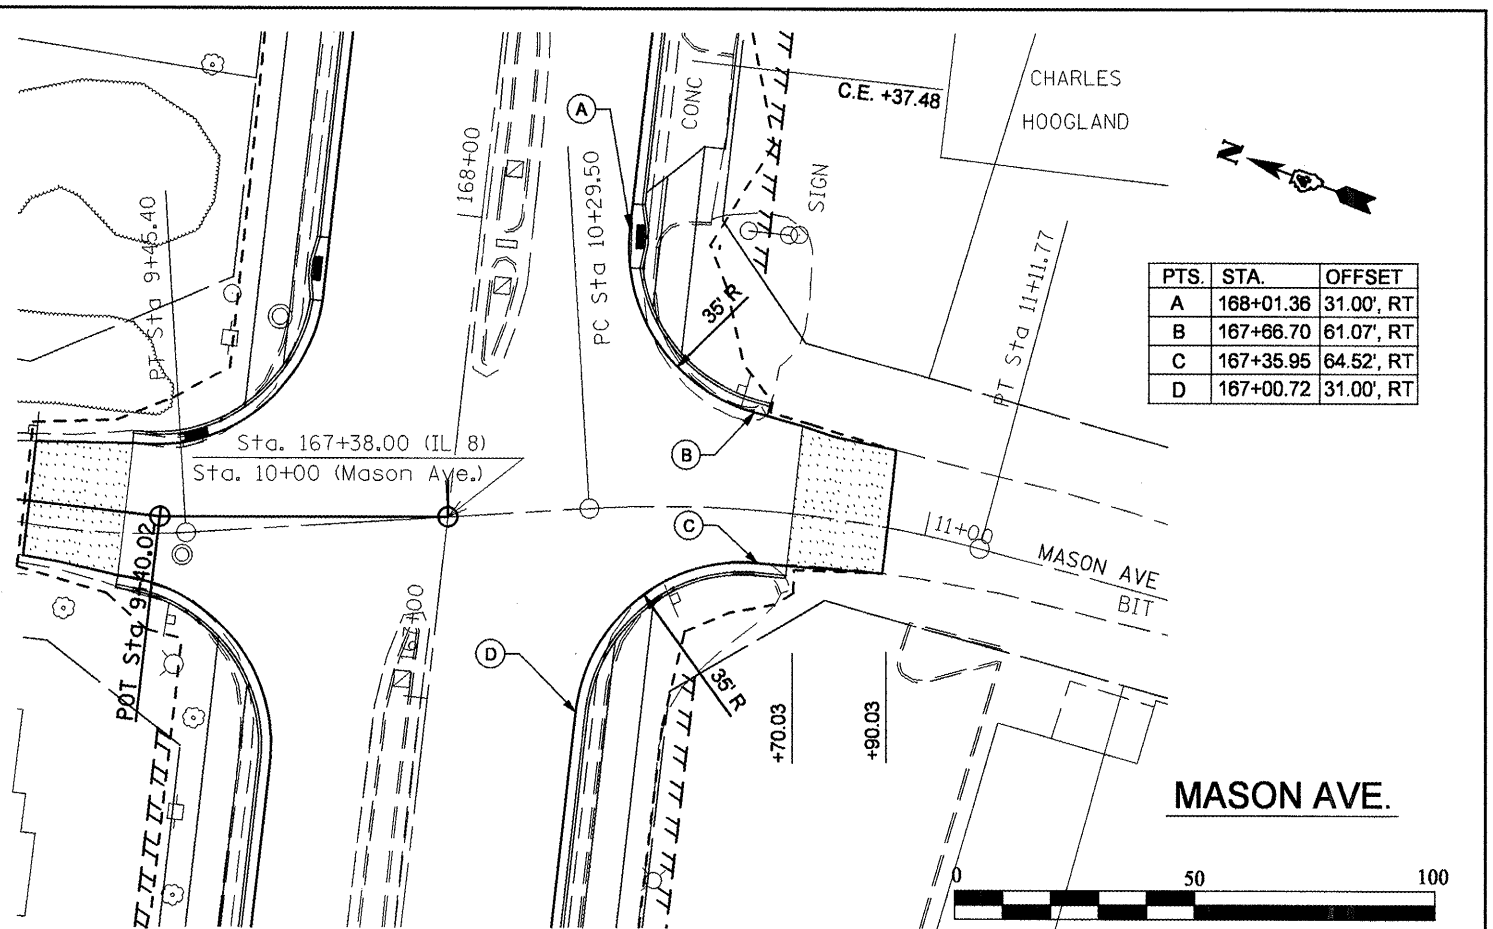 CHARLES
HOOGLAND
C.E. +37.48
CONC
SIGN
N
A
168+00
PC Sta 10+29.50
PT Sta 9+45.40
35' R
PT Sta 11+11.77
PTS. STA. OFFSET
A 168+01.36 31.00', RT
B 167+66.70 61.07', RT
C 167+35.95 64.52', RT
D 167+00.72 31.00', RT
Sta. 167+38.00 (IL 8)
Sta. 10+00 (Mason Ave.)
B
C
11+00
MASON AVE
BIT
POT Sta 9+40.02
167+00
D
35' R
+70.03
+90.03
MASON AVE.
0 50 100